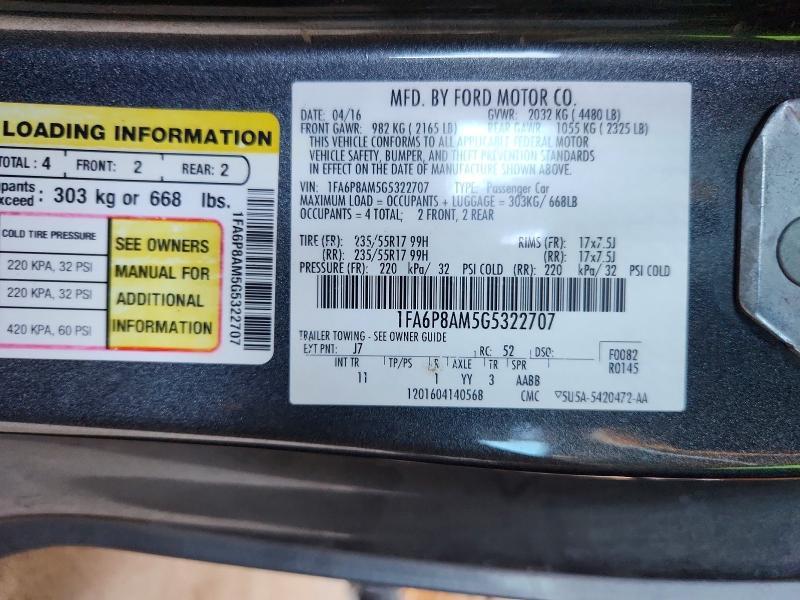 LOADING INFORMATION
TOTAL : 4 FRONT: 2 REAR: 2
303 kg or 668 lbs.
COLD TIRE PRESSURE
220 KPA, 32 PSI
220 KPA, 32 PSI
420 KPA, 60 PSI
SEE OWNERS
MANUAL FOR
ADDITIONAL
INFORMATION
1FA6P8AM5G5322707
MFD. BY FORD MOTOR CO.
DATE: 04/16 GVWR: 2032 KG ( 4480 LB)
FRONT GAWR: 982 KG ( 2165 LB) REAR GAWR: 1055 KG ( 2325 LB)
THIS VEHICLE CONFORMS TO ALL APPLICABLE FEDERAL MOTOR
VEHICLE SAFETY, BUMPER, AND THEFT PREVENTION STANDARDS
IN EFFECT ON THE DATE OF MANUFACTURE SHOWN ABOVE.
VIN: 1FA6P8AM5G5322707 TYPE: Passenger Car
MAXIMUM LOAD = OCCUPANTS + LUGGAGE = 303KG/ 668LB
OCCUPANTS = 4 TOTAL; 2 FRONT, 2 REAR
TIRE (FR): 235/55R17 99H RIMS (FR): 17x7.5J
(RR): 235/55R17 99H (RR): 17x7.5J
PRESSURE (FR): 220 kPa/ 32 PSI COLD (RR): 220 kPa/ 32 PSI COLD
1FA6P8AM5G5322707
TRAILER TOWING - SEE OWNER GUIDE
EXT PNT: J7 RC: 52 DSO: F0082
R0145
INT TR TP/PS R AXLE TR SPR
11 1 YY 3 AABB
1201604140568 CMC ▽5U5A-5420472-AA